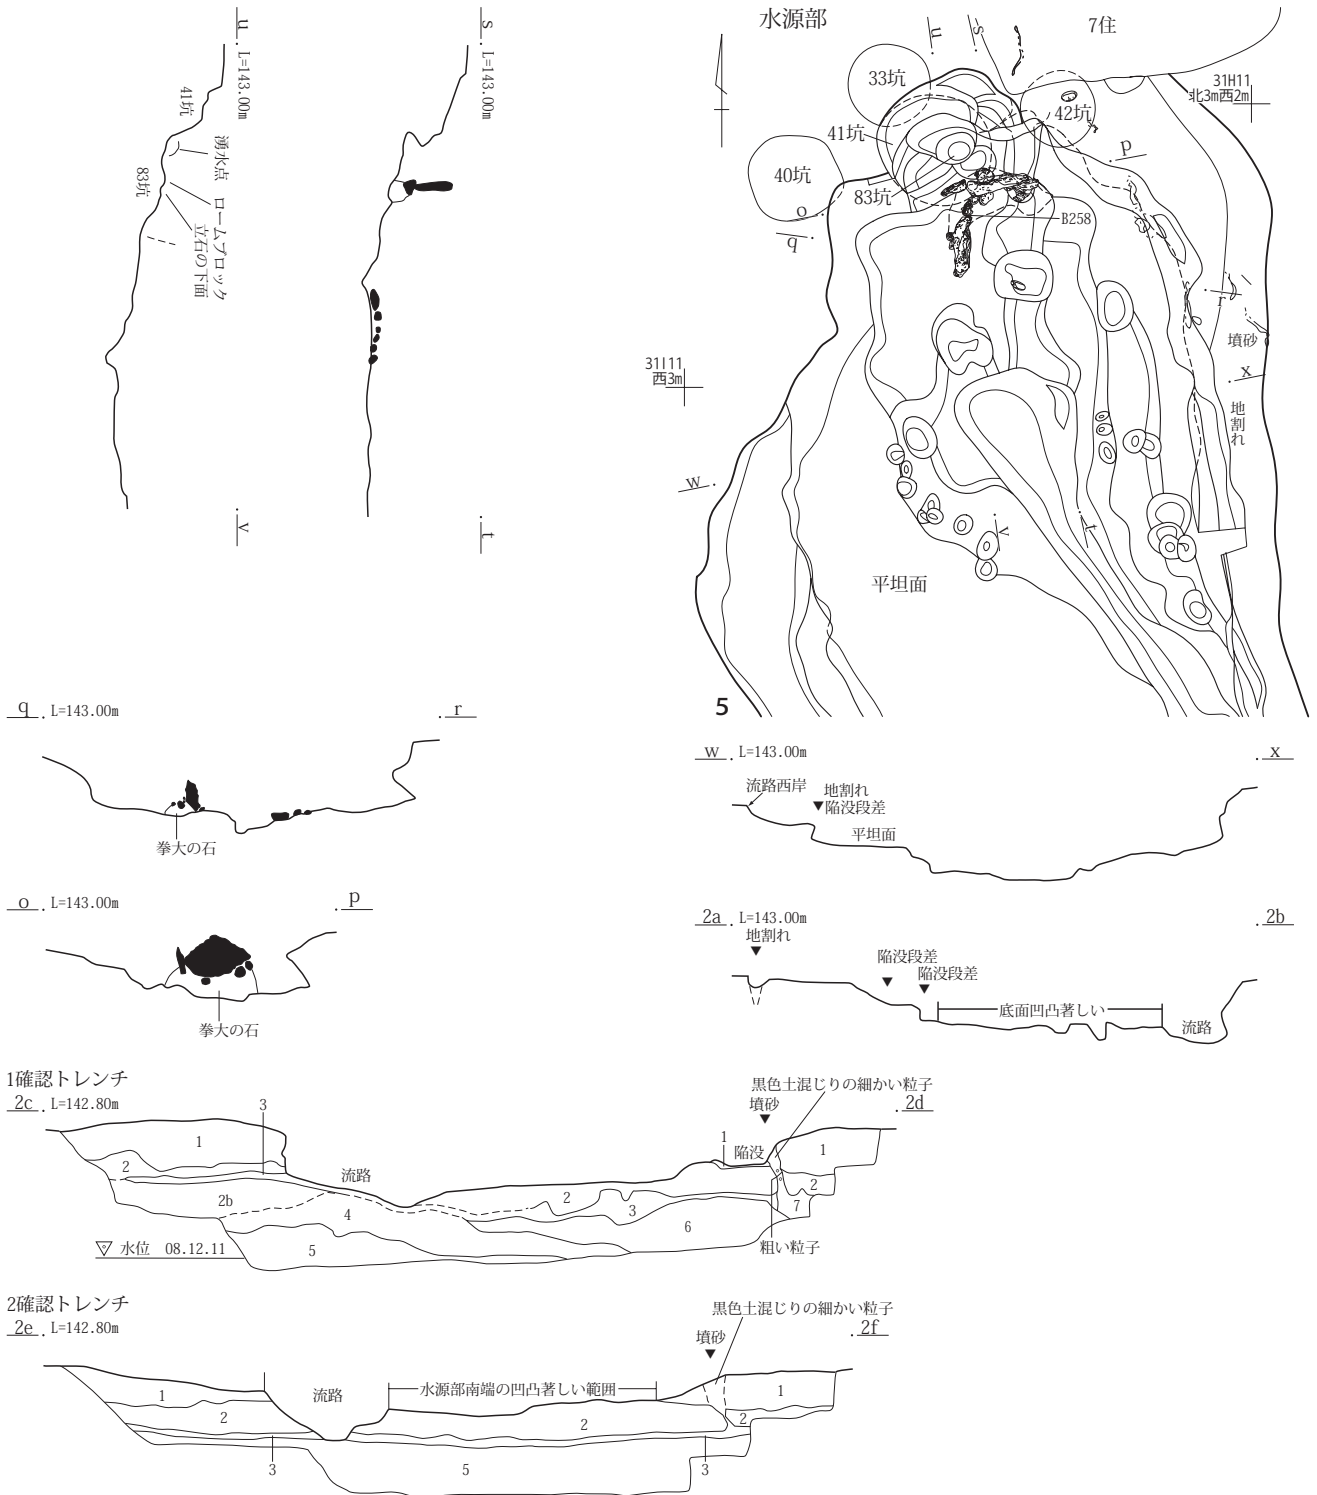 u
L=143.00m
41坑
湧水点
83坑
ロームブロック
立石の下面
v
s
L=143.00m
t
水源部
u
s
7住
33坑
31H11
北3m西2m
42坑
41坑
p
40坑
83坑
o
B258
q
r
墳砂
31I11
西3m
x
地割れ
w
v
t
平坦面
5
q L=143.00m
r
拳大の石
w L=143.00m
x
流路西岸
地割れ
▼陥没段差
平坦面
o L=143.00m
p
拳大の石
2a L=143.00m
2b
地割れ
▼
陥没段差
▼
陥没段差
▼
底面凹凸著しい
流路
1確認トレンチ
2c L=142.80m
3
黒色土混じりの細かい粒子
墳砂
▼
2d
1
1
陥没
1
2
流路
2b
2
2
3
4
7
6
5
粗い粒子
水位 08.12.11
2確認トレンチ
2e L=142.80m
黒色土混じりの細かい粒子
墳砂
▼
2f
1
流路
水源部南端の凹凸著しい範囲
1
2
2
2
3
5
3